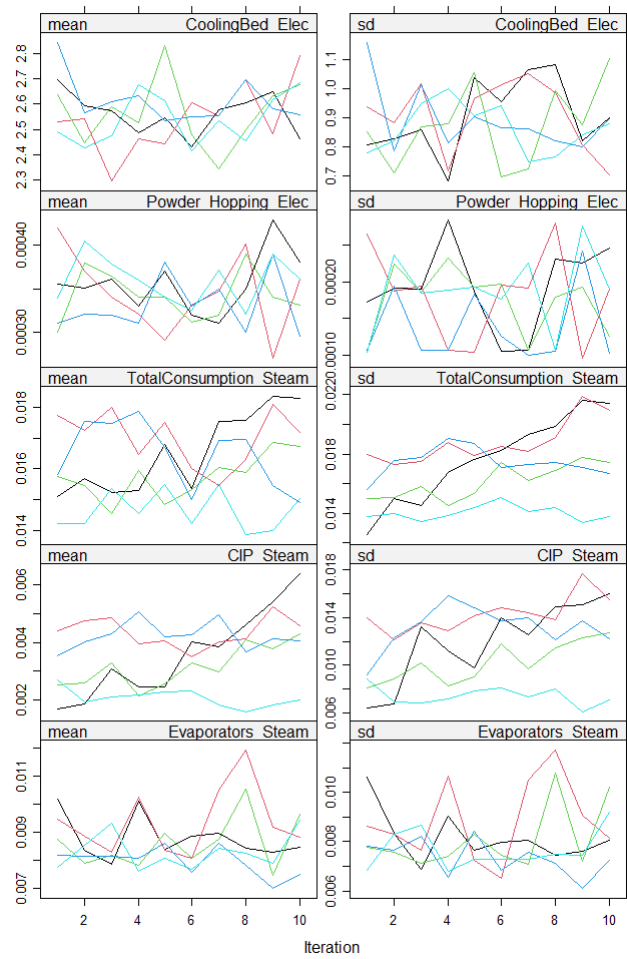 mean CoolingBed Elec
2.8
2.7
2.6
2.5
2.4
2.3
sd CoolingBed Elec
1.1
1.0
0.9
0.8
0.7
mean Powder Hopping Elec
0.00040
0.00030
sd Powder Hopping Elec
0.00020
0.00010
mean TotalConsumption Steam
0.018
0.016
0.014
sd TotalConsumption Steam
0.022
0.018
0.014
mean CIP Steam
0.006
0.004
0.002
sd CIP Steam
0.018
0.014
0.010
0.006
mean Evaporators Steam
0.011
0.009
0.007
sd Evaporators Steam
0.010
0.008
0.006
2 4 6 8 10
2 4 6 8 10
Iteration